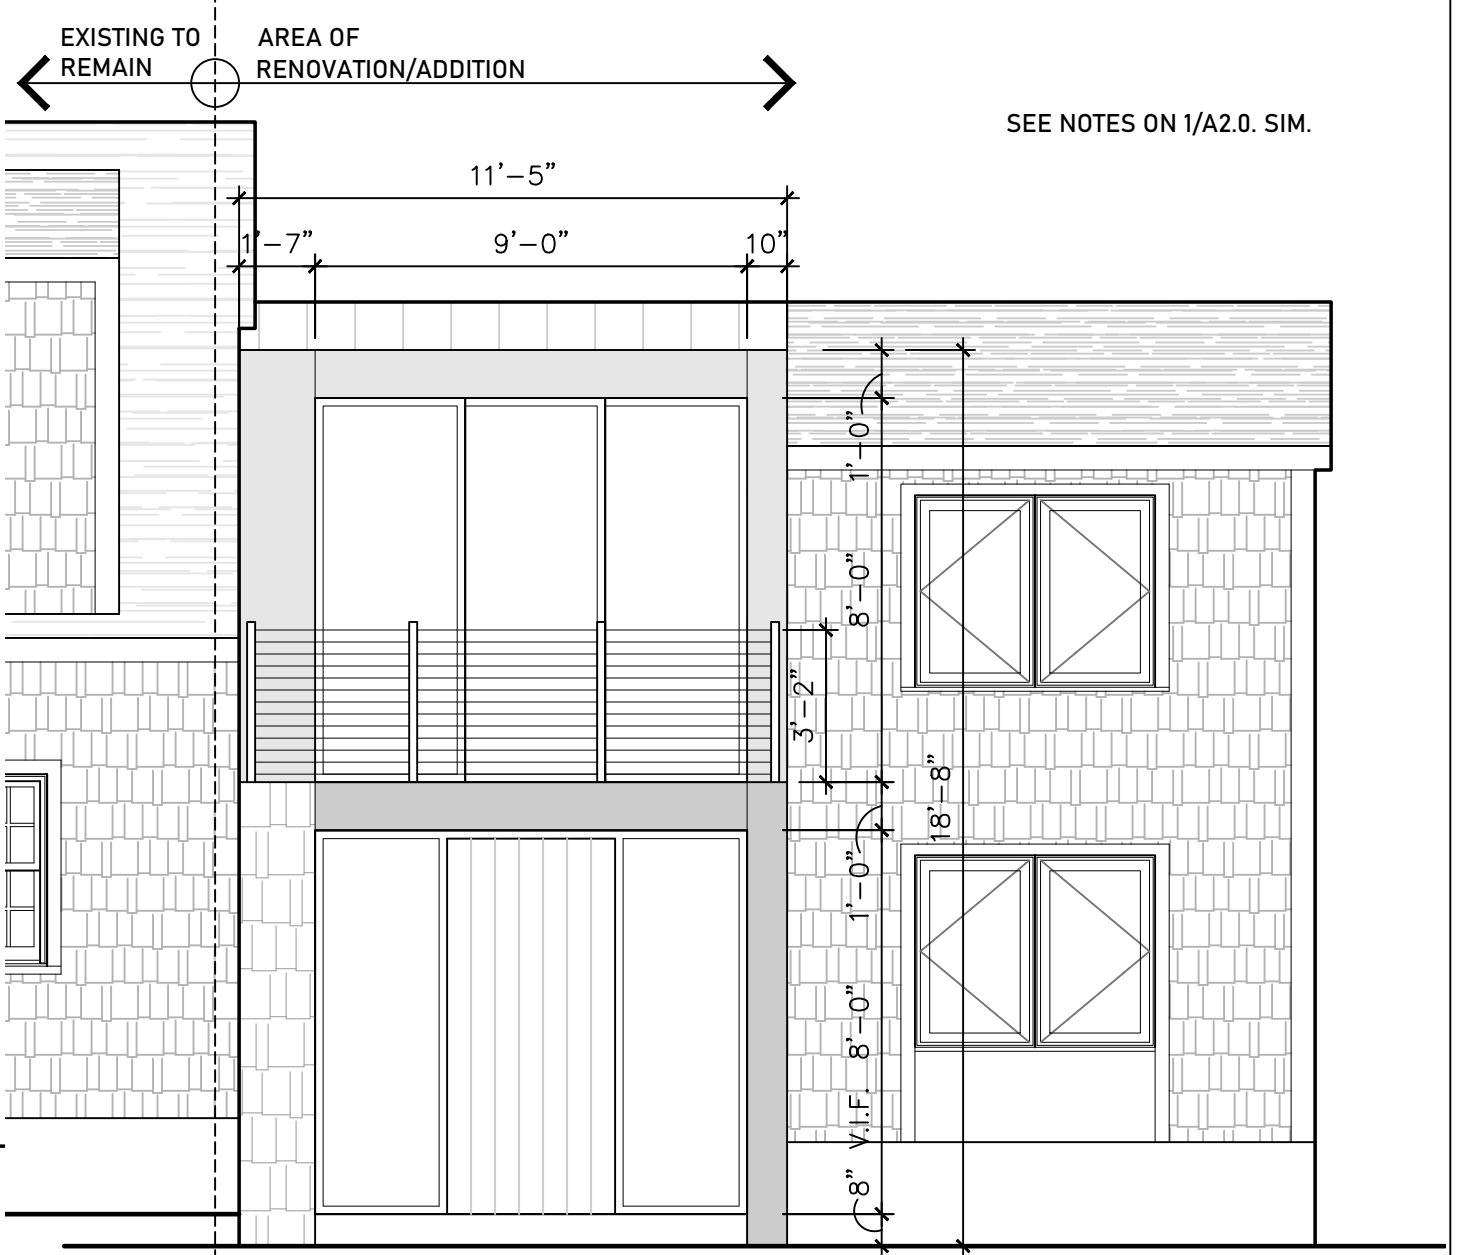 EXISTING TO
REMAIN
AREA OF
RENOVATION/ADDITION
SEE NOTES ON 1/A2.0. SIM.
11’–5”
1’–7”
9’–0”
10”
1’–0”
8’–0”
3’–2”
18’–8”
1’–0”
8’–0”
V.I.F.
8”